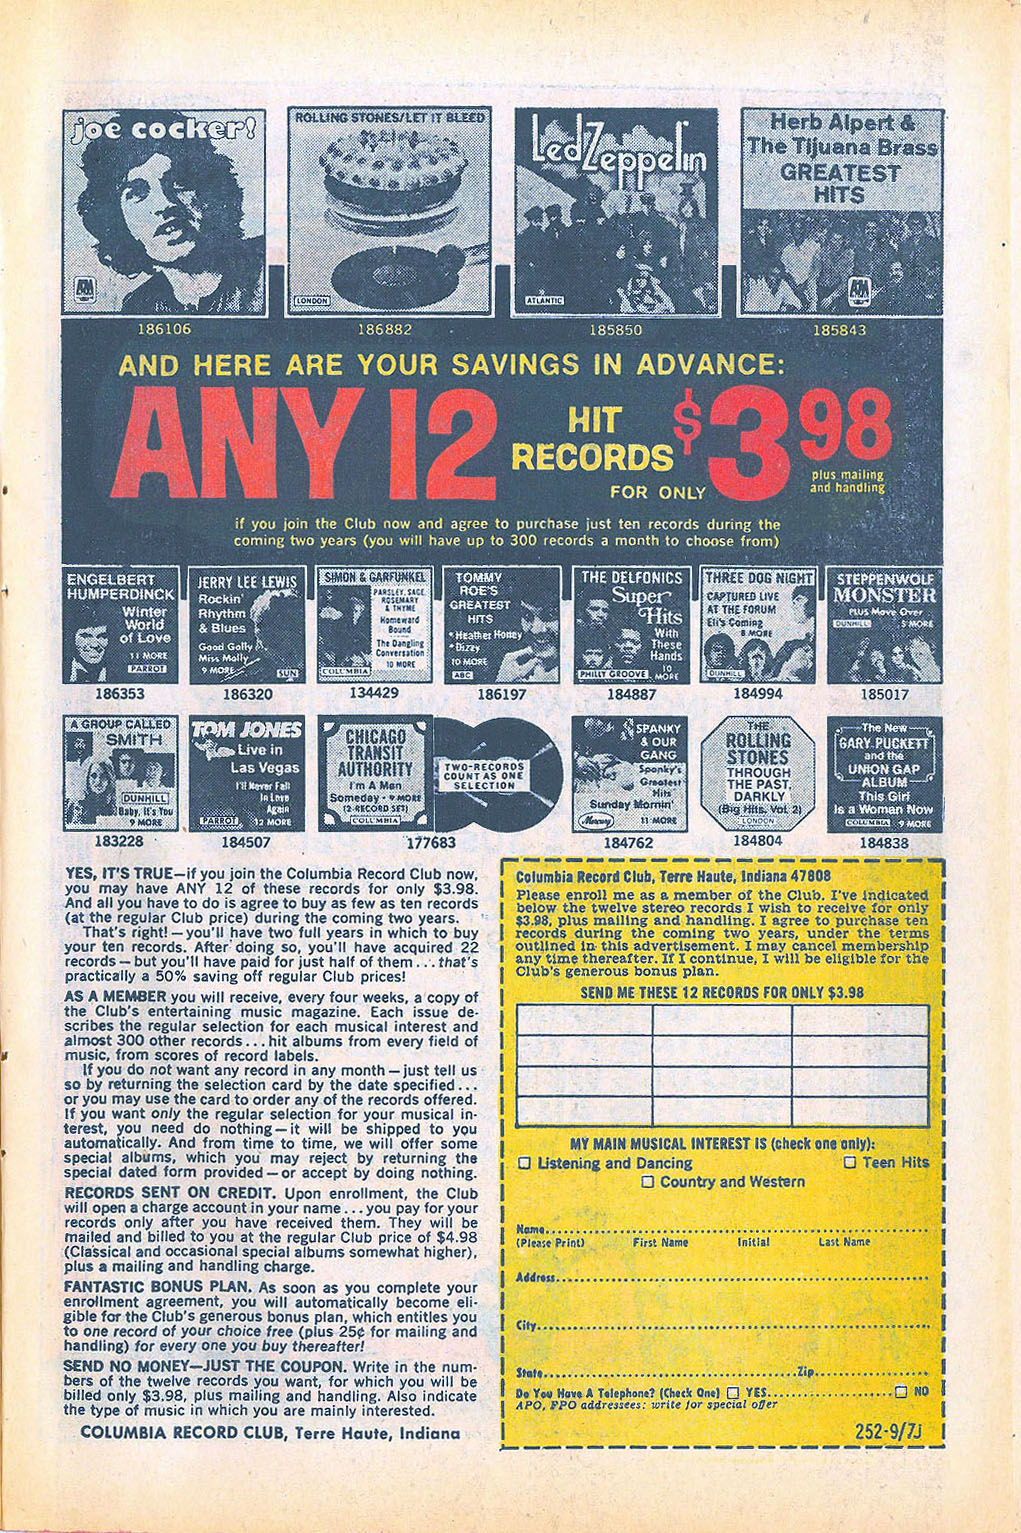 joe cocker!
A&M
186106
ROLLING STONES/LET IT BLEED
LONDON
186882
Led Zeppelin
ATLANTIC
185850
Herb Alpert &
The Tijuana Brass
GREATEST
HITS
A&M
185843
AND HERE ARE YOUR SAVINGS IN ADVANCE:
ANY 12
HIT
RECORDS
FOR ONLY
$3.98
plus mailing
and handling
if you join the Club now and agree to purchase just ten records during the
coming two years (you will have up to 300 records a month to choose from)
ENGELBERT
HUMPERDINCK
Winter
World
of Love
11 MORE
PARROT
186353
JERRY LEE LEWIS
Rockin'
Rhythm
& Blues
Good Golly
Miss Molly
9 MORE
SUN
186320
SIMON & GARFUNKEL
PARSLEY, SAGE,
ROSEMARY
& THYME
Homeward
Bound
The Dangling
Conversation
10 MORE
COLUMBIA
134429
TOMMY
ROE'S
GREATEST
HITS
• Heather Honey
• Dizzy
10 MORE
ABC
186197
THE DELFONICS
Super
Hits
With
These
Hands
10
MORE
PHILLY GROOVE
184887
THREE DOG NIGHT
CAPTURED LIVE
AT THE FORUM
Eli's Coming
8 MORE
DUNHILL
184994
STEPPENWOLF
MONSTER
PLUS Move Over
DUNHILL
5 MORE
185017
A GROUP CALLED
SMITH
DUNHILL
Baby, It's You
9 MORE
183228
TOM JONES
Live in
Las Vegas
I'll Never Fall
In Love
Again
PARROT
12 MORE
184507
CHICAGO
TRANSIT
AUTHORITY
I'm A Man
Someday • 9 MORE
(2-RECORD SET)
COLUMBIA
TWO-RECORDS
COUNT AS ONE
SELECTION
177683
SPANKY
& OUR
GANG
Spanky's
Greatest
Hits
Sunday Mornin'
Mercury
11 MORE
184762
THE
ROLLING
STONES
THROUGH
THE PAST,
DARKLY
(Big Hits, Vol. 2)
LONDON
184804
The New
GARY PUCKETT
and the
UNION GAP
ALBUM
This Girl
Is a Woman Now
COLUMBIA 9 MORE
184838
YES, IT'S TRUE—if you join the Columbia Record Club now,
you may have ANY 12 of these records for only $3.98.
And all you have to do is agree to buy as few as ten records
(at the regular Club price) during the coming two years.
That's right!—you'll have two full years in which to buy
your ten records. After doing so, you'll have acquired 22
records—but you'll have paid for just half of them...that's
practically a 50% saving off regular Club prices!
AS A MEMBER you will receive, every four weeks, a copy of
the Club's entertaining music magazine. Each issue de-
scribes the regular selection for each musical interest and
almost 300 other records...hit albums from every field of
music, from scores of record labels.
If you do not want any record in any month—just tell us
so by returning the selection card by the date specified...
or you may use the card to order any of the records offered.
If you want only the regular selection for your musical in-
terest, you need do nothing—it will be shipped to you
automatically. And from time to time, we will offer some
special albums, which you may reject by returning the
special dated form provided—or accept by doing nothing.
RECORDS SENT ON CREDIT. Upon enrollment, the Club
will open a charge account in your name...you pay for your
records only after you have received them. They will be
mailed and billed to you at the regular Club price of $4.98
(Classical and occasional special albums somewhat higher),
plus a mailing and handling charge.
FANTASTIC BONUS PLAN. As soon as you complete your
enrollment agreement, you will automatically become eli-
gible for the Club's generous bonus plan, which entitles you
to one record of your choice free (plus 25¢ for mailing and
handling) for every one you buy thereafter!
SEND NO MONEY—JUST THE COUPON. Write in the num-
bers of the twelve records you want, for which you will be
billed only $3.98, plus mailing and handling. Also indicate
the type of music in which you are mainly interested.
COLUMBIA RECORD CLUB, Terre Haute, Indiana
Columbia Record Club, Terre Haute, Indiana 47808
Please enroll me as a member of the Club. I've indicated
below the twelve stereo records I wish to receive for only
$3.98, plus mailing and handling. I agree to purchase ten
records during the coming two years, under the terms
outlined in this advertisement. I may cancel membership
any time thereafter. If I continue, I will be eligible for the
Club's generous bonus plan.
SEND ME THESE 12 RECORDS FOR ONLY $3.98
MY MAIN MUSICAL INTEREST IS (check one only):
☐ Listening and Dancing ☐ Teen Hits
☐ Country and Western
Name
(Please Print) First Name Initial Last Name
Address
City
State Zip
Do You Have A Telephone? (Check One) ☐ YES ☐ NO
APO, FPO addressees: write for special offer
252-9/7J